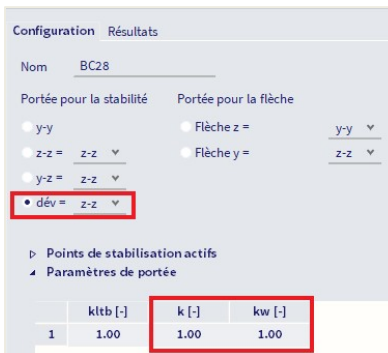 Configuration Résultats
Nom BC28
Portée pour la stabilité Portée pour la flèche
y-y Flèche z = y-y
z-z = z-z Flèche y = z-z
y-z = z-z
dév = z-z
Points de stabilisation actifs
Paramètres de portée
kltb [-] k [-] kw [-]
1 1.00 1.00 1.00